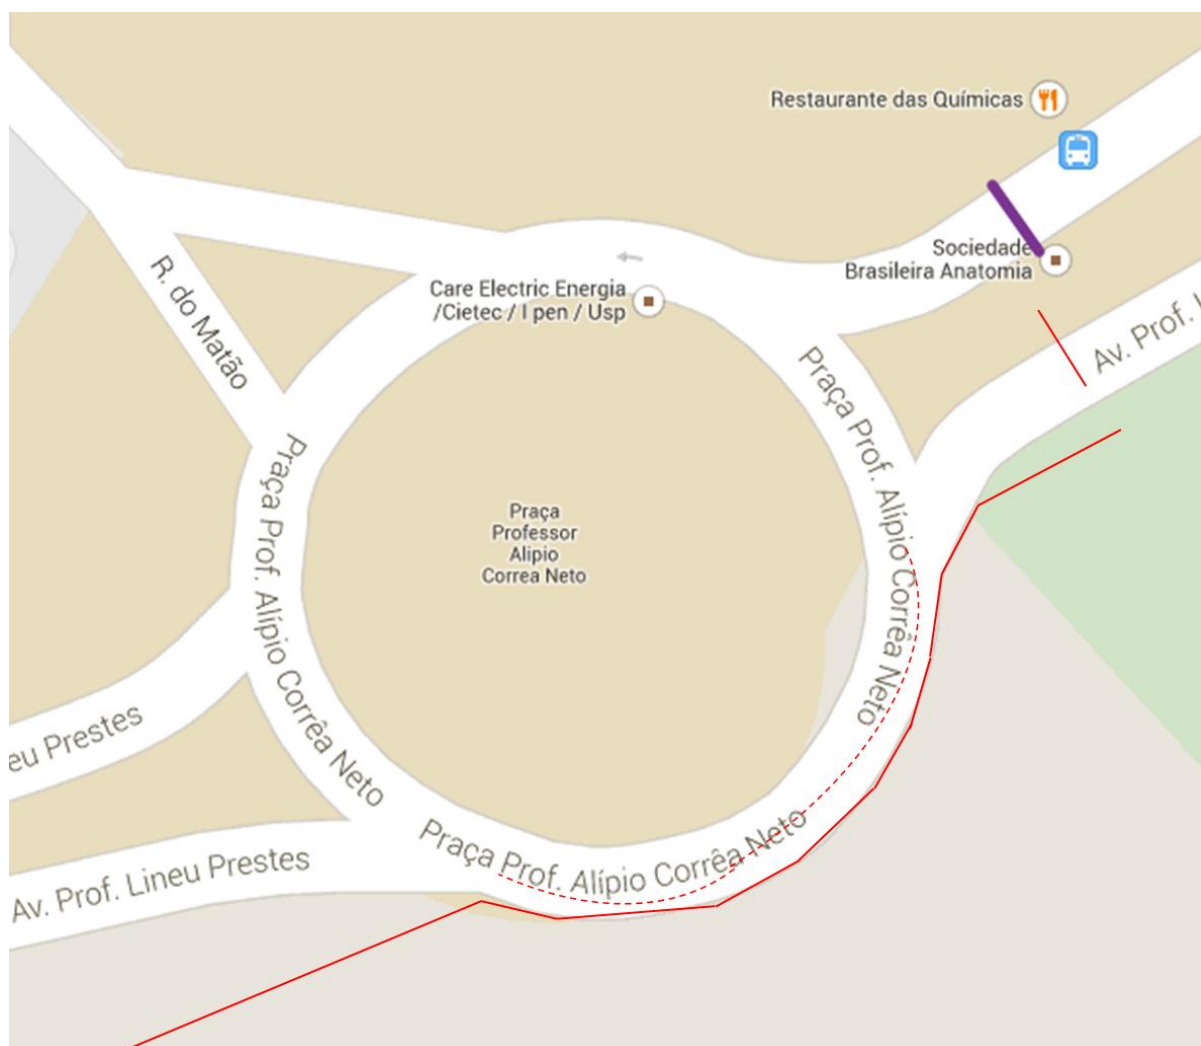 Restaurante das Químicas
Sociedade
Brasileira Anatomia
Av. Prof. L
R. do Matão
Care Electric Energia
/Cietec / I pen / Usp
Praça Prof. Alípio Corrêa Neto
Praça
Professor
Alipio
Correa Neto
Praça Prof. Alípio Corrêa Neto
eu Prestes
Praça Prof. Alípio Corrêa Neto
Av. Prof. Lineu Prestes